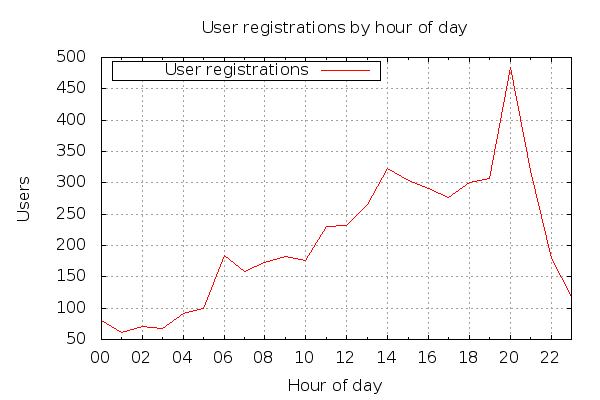 User registrations by hour of day
500
User registrations
450
400
350
300
250
200
150
100
50
Users
00 02 04 06 08 10 12 14 16 18 20 22
Hour of day